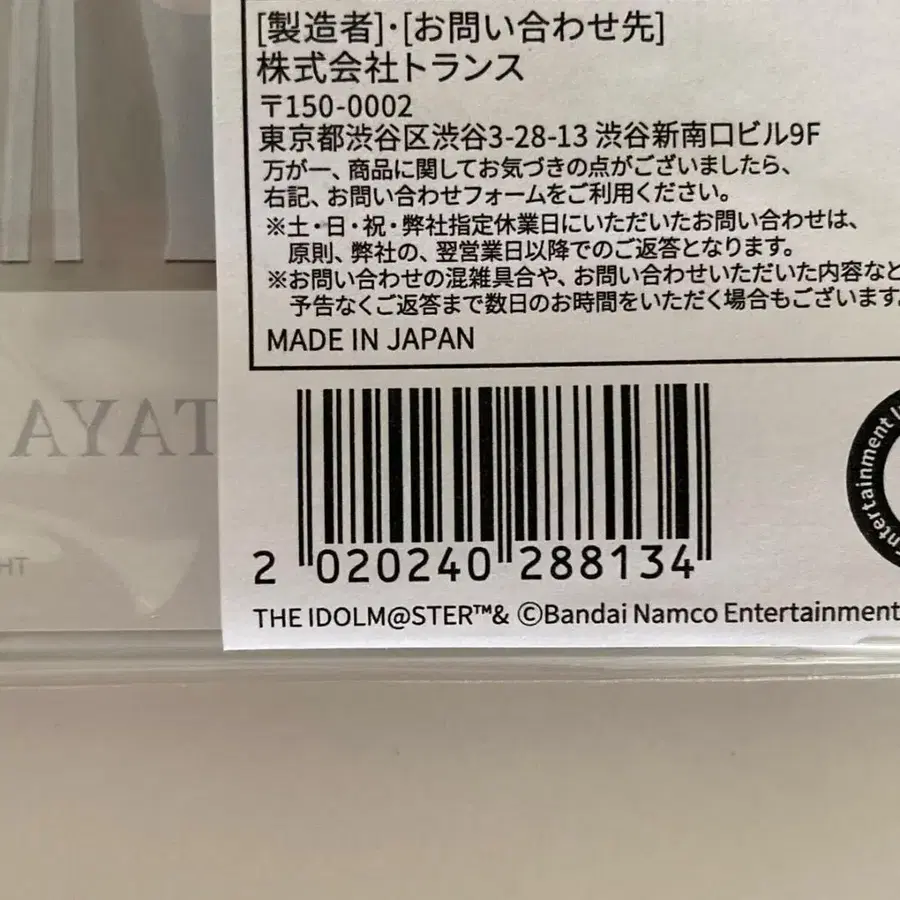 [製造者]・[お問い合わせ先]
株式会社トランス
〒150-0002
東京都渋谷区渋谷3-28-13 渋谷新南口ビル9F
万が一、商品に関してお気づきの点がございましたら、
右記、お問い合わせフォームをご利用ください。
※土・日・祝・弊社指定休業日にいただいたお問い合わせは、
原則、弊社の、翌営業日以降でのご返答となります。
※お問い合わせの混雑具合や、お問い合わせいただいた内容など
予告なくご返答まで数日のお時間をいただく場合もございます。
MADE IN JAPAN
TAYA
TH
ntertainment
2 020240 288134
THE IDOLM@STER™& ©Bandai Namco Entertainment